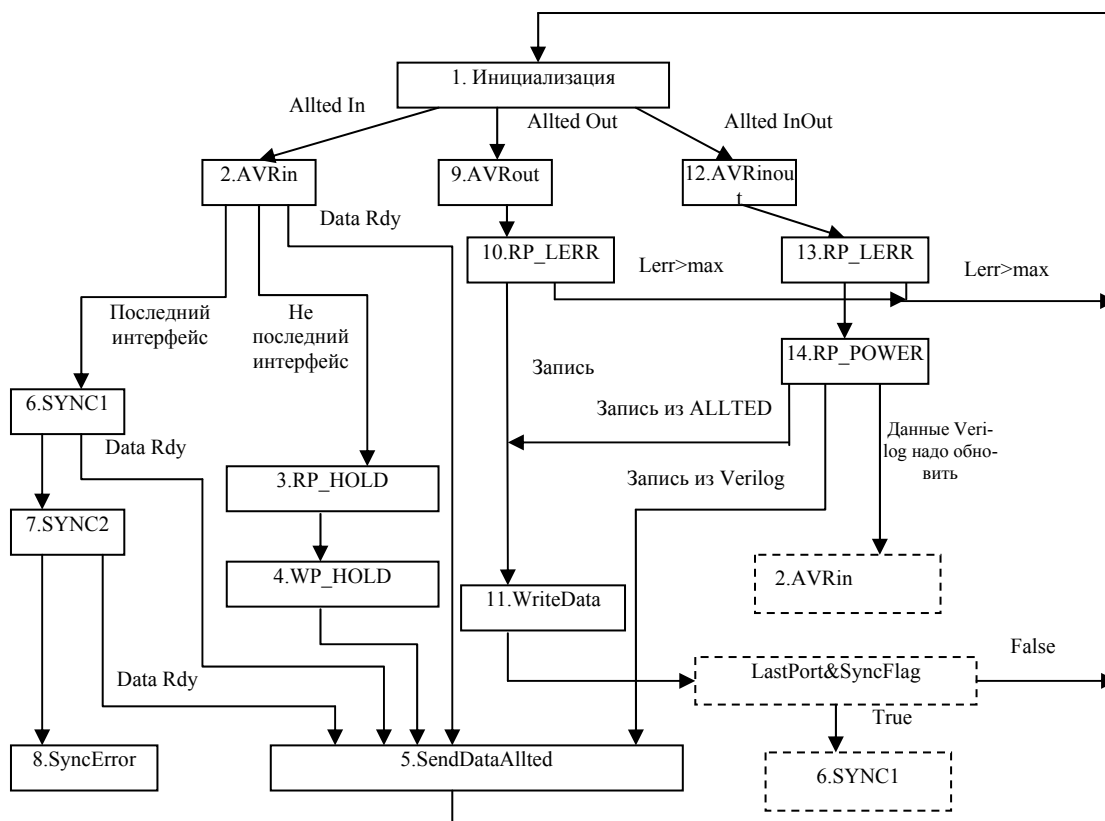 1. Инициализация
Allted In
Allted Out
Allted InOut
2.AVRin
9.AVRout
12.AVRinou
t
Data Rdy
10.RP_LERR
13.RP_LERR
Lerr>max
Lerr>max
Последний
интерфейс
Не
последний
интерфейс
Запись
14.RP_POWER
6.SYNC1
Запись из ALLTED
Data Rdy
Данные Veri-
log надо обно-
вить
3.RP_HOLD
Запись из Verilog
7.SYNC2
4.WP_HOLD
2.AVRin
11.WriteData
False
LastPort&SyncFlag
Data Rdy
True
8.SyncError
5.SendDataAllted
6.SYNC1